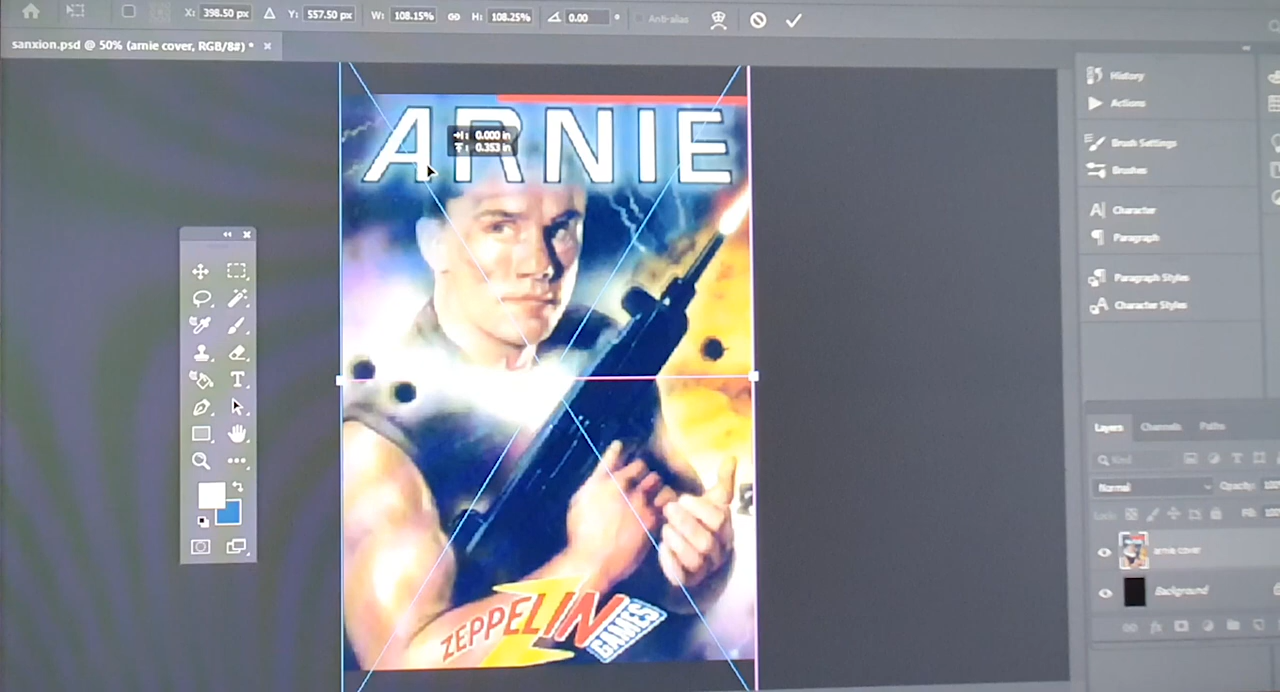 X: 398.50 px Y: 557.50 px W: 108.15% H: 108.25% 0.00 ° Anti-alias
sanxion.psd @ 50% (arnie cover, RGB/8#) * ×
ARNIE
0.000 in
0.353 in
ZEPPELIN
GAMES
History
Actions
Brush Settings
Brushes
Character
Paragraph
Paragraph Styles
Character Styles
Layers Channels Paths
Kind
Normal Opacity:
Lock: Fill:
arnie cover
Background